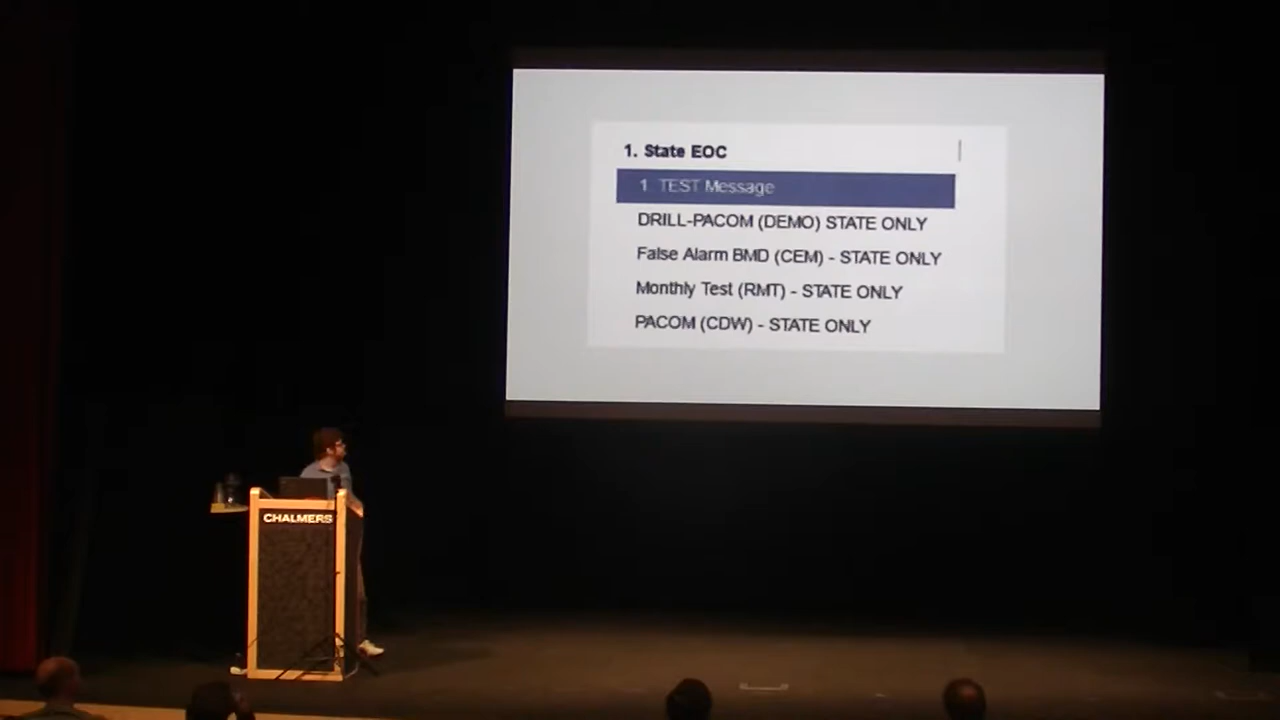 1. State EOC
1 TEST Message
DRILL-PACOM (DEMO) STATE ONLY
False Alarm BMD (CEM) - STATE ONLY
Monthly Test (RMT) - STATE ONLY
PACOM (CDW) - STATE ONLY
CHALMERS